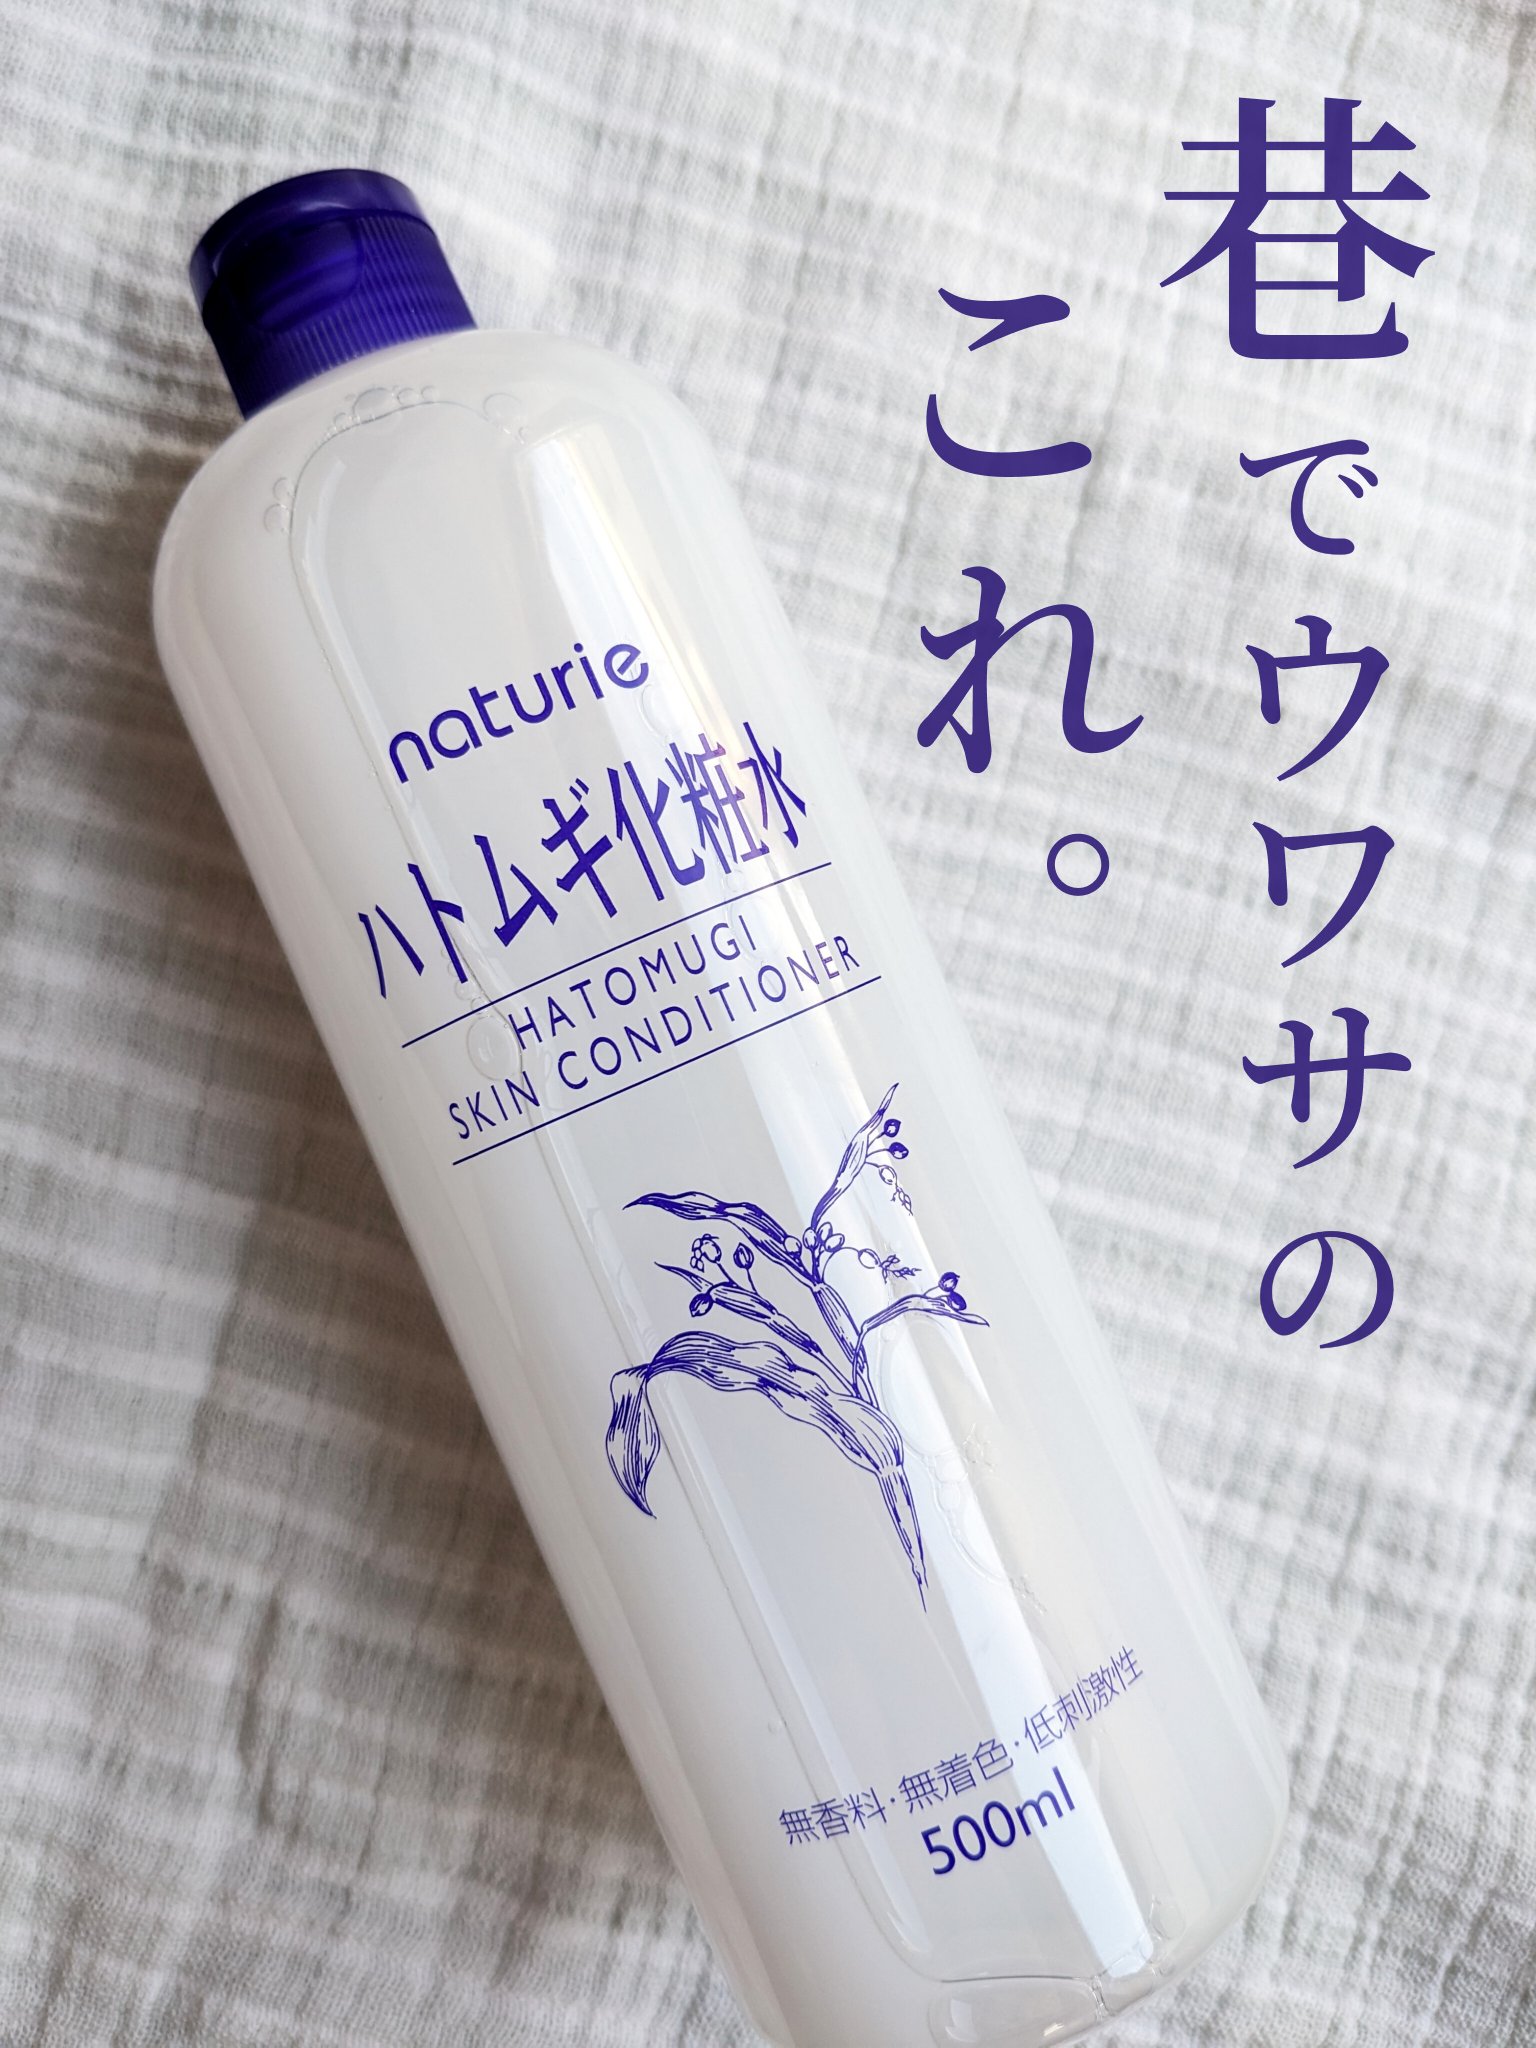 巷でウワサの
これ。
naturie
ハトムギ化粧水
HATOMUGI
SKIN CONDITIONER
無香料・無着色・低刺激性
500ml